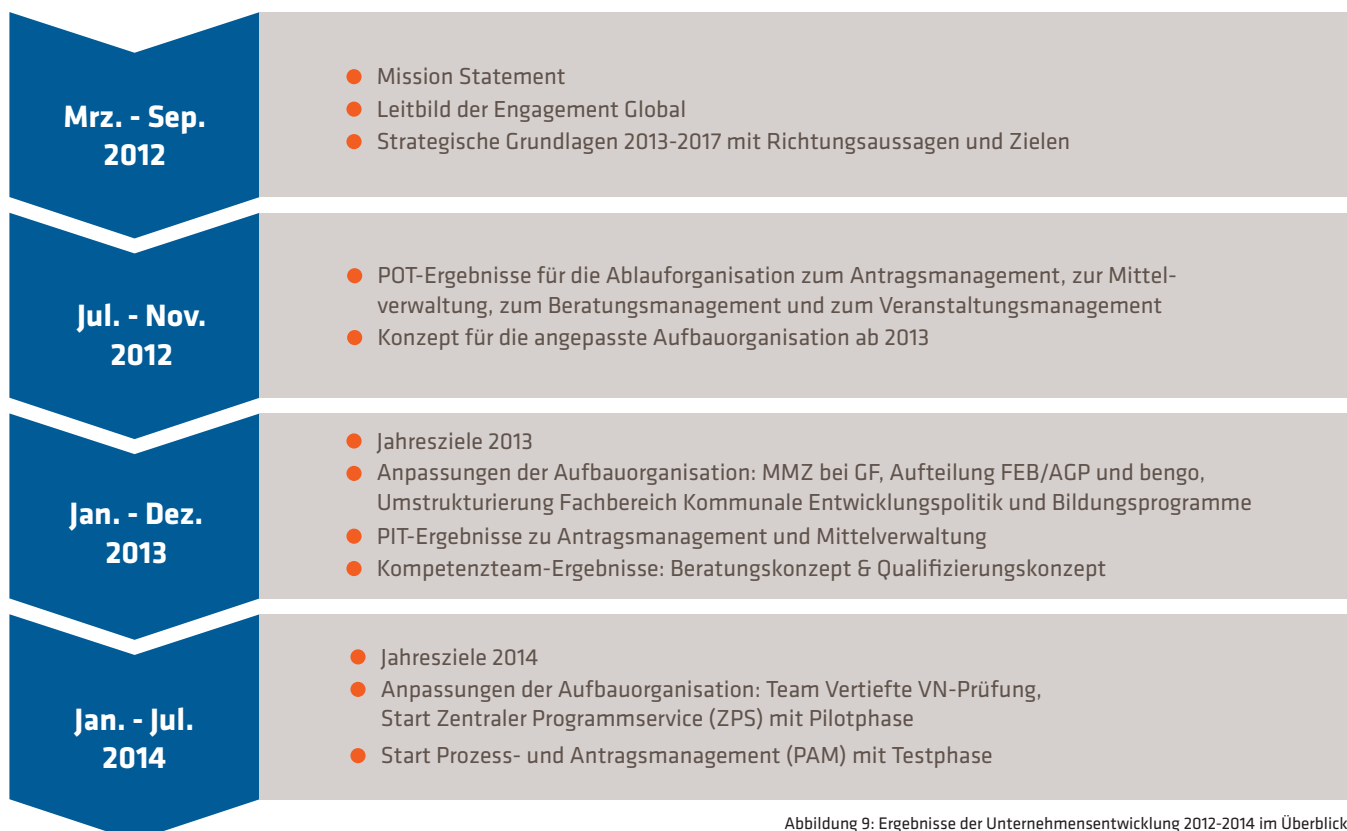 Mrz. - Sep.
2012
● Mission Statement
● Leitbild der Engagement Global
● Strategische Grundlagen 2013-2017 mit Richtungsaussagen und Zielen
Jul. - Nov.
2012
● POT-Ergebnisse für die Ablauforganisation zum Antragsmanagement, zur Mittel-
verwaltung, zum Beratungsmanagement und zum Veranstaltungsmanagement
● Konzept für die angepasste Aufbauorganisation ab 2013
Jan. - Dez.
2013
● Jahresziele 2013
● Anpassungen der Aufbauorganisation: MMZ bei GF, Aufteilung FEB/AGP und bengo,
Umstrukturierung Fachbereich Kommunale Entwicklungspolitik und Bildungsprogramme
● PIT-Ergebnisse zu Antragsmanagement und Mittelverwaltung
● Kompetenzteam-Ergebnisse: Beratungskonzept & Qualifizierungskonzept
Jan. - Jul.
2014
● Jahresziele 2014
● Anpassungen der Aufbauorganisation: Team Vertiefte VN-Prüfung,
Start Zentraler Programmservice (ZPS) mit Pilotphase
● Start Prozess- und Antragsmanagement (PAM) mit Testphase
Abbildung 9: Ergebnisse der Unternehmensentwicklung 2012-2014 im Überblick